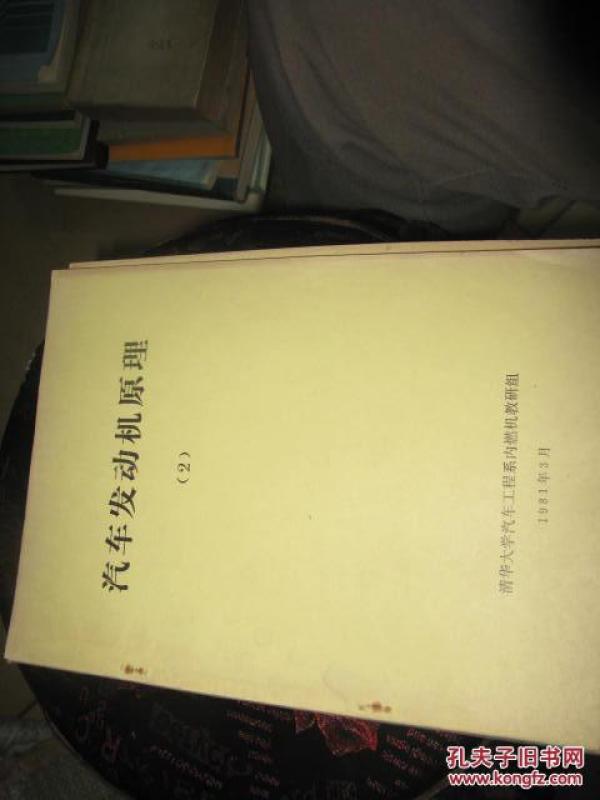 汽车发动机原理
(2)
清华大学汽车工程系内燃机教研组
1981年3月
孔夫子旧书网
www.kongfz.com